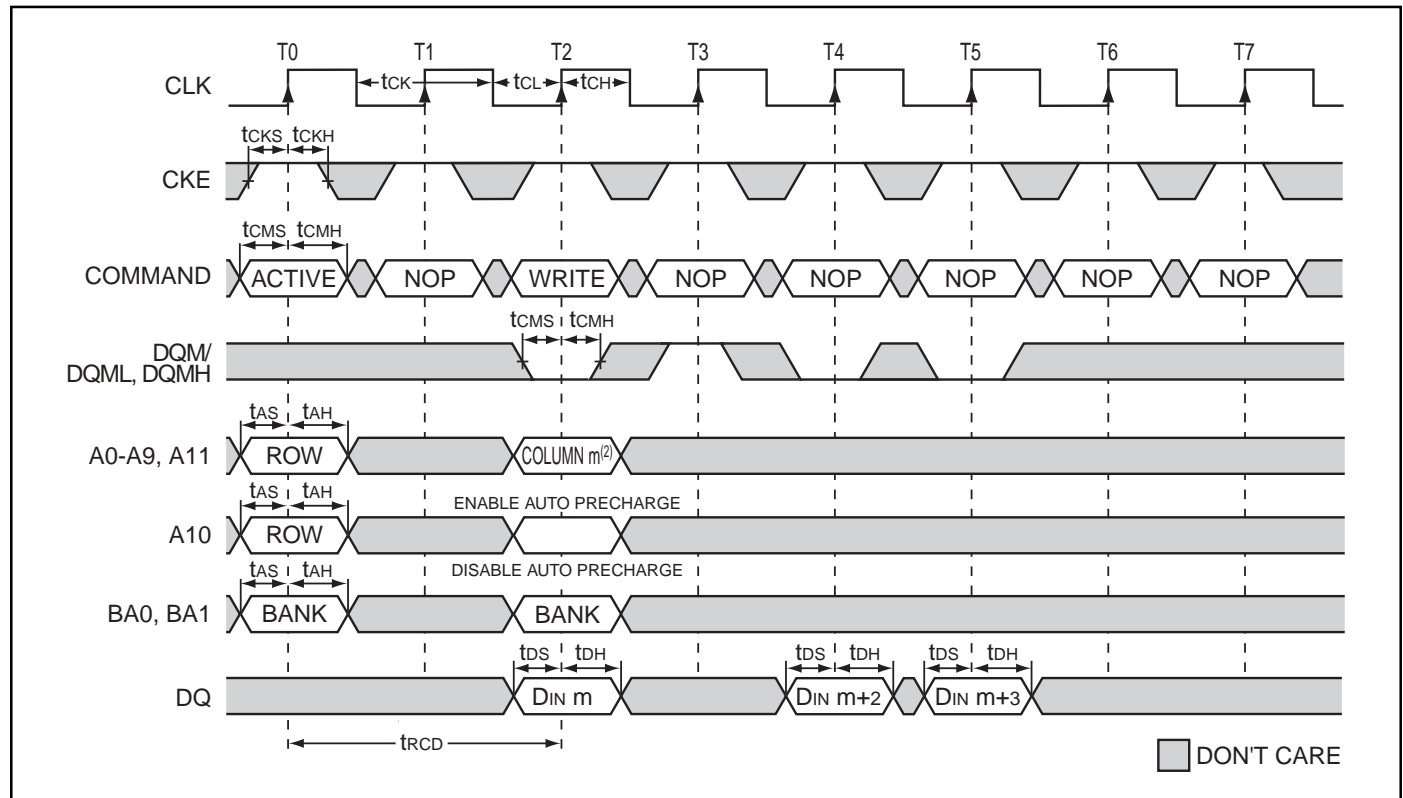 T0 T1 T2 T3 T4 T5 T6 T7
CLK tCK tCL tCH
tCKS tCKH
CKE
tCMS tCMH
COMMAND ACTIVE NOP WRITE NOP NOP NOP NOP NOP
tCMS tCMH
DQM/
DQML, DQMH
tAS tAH
A0-A9, A11 ROW COLUMN m(2)
tAS tAH ENABLE AUTO PRECHARGE
A10 ROW
tAS tAH DISABLE AUTO PRECHARGE
BA0, BA1 BANK BANK
tDS tDH tDS tDH tDS tDH
DQ DIN m DIN m+2 DIN m+3
tRCD
DON'T CARE